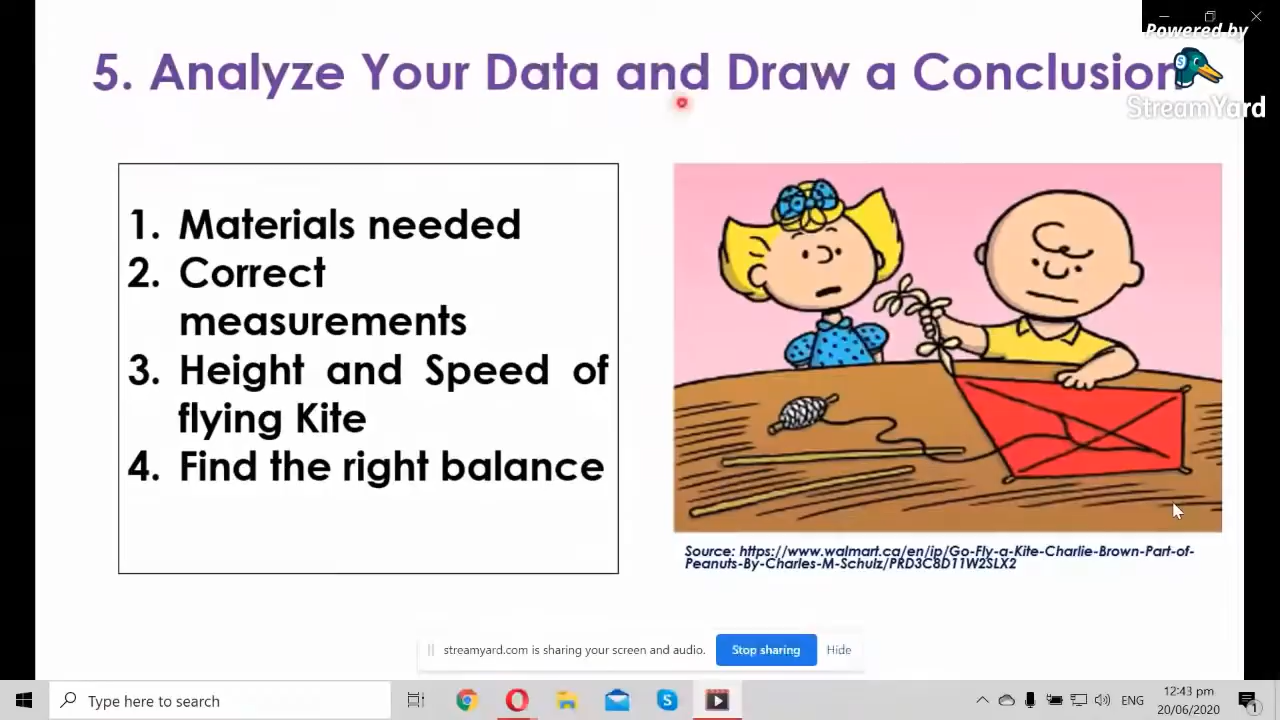 Powered by
5. Analyze Your Data and Draw a Conclusion
StreamYard
1. Materials needed
2. Correct
measurements
3. Height and Speed of
flying Kite
4. Find the right balance
Source: https://www.walmart.ca/en/ip/Go-Fly-a-Kite-Charlie-Brown-Part-of-
Peanuts-By-Charles-M-Schulz/PRD3C8D11W2SLX2
streamyard.com is sharing your screen and audio.
Stop sharing
Hide
Type here to search
ENG
12:43 pm
20/06/2020
1